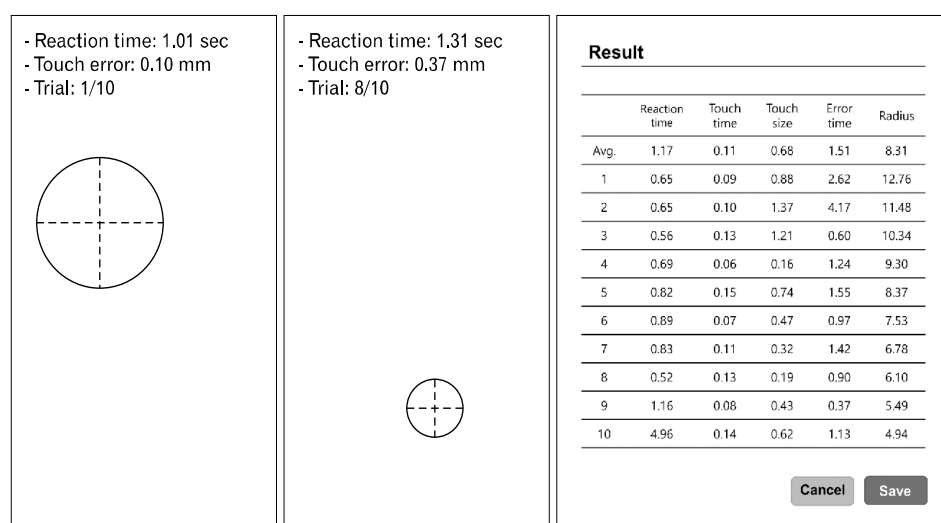 - Reaction time: 1.01 sec
- Touch error: 0.10 mm
- Trial: 1/10
- Reaction time: 1.31 sec
- Touch error: 0.37 mm
- Trial: 8/10
Result
Reaction time Touch time Touch size Error time Radius
Avg. 1.17 0.11 0.68 1.51 8.31
1 0.65 0.09 0.88 2.62 12.76
2 0.65 0.10 1.37 4.17 11.48
3 0.56 0.13 1.21 0.60 10.34
4 0.69 0.06 0.16 1.24 9.30
5 0.82 0.15 0.74 1.55 8.37
6 0.89 0.07 0.47 0.97 7.53
7 0.83 0.11 0.32 1.42 6.78
8 0.52 0.13 0.19 0.90 6.10
9 1.16 0.08 0.43 0.37 5.49
10 4.96 0.14 0.62 1.13 4.94
Cancel Save